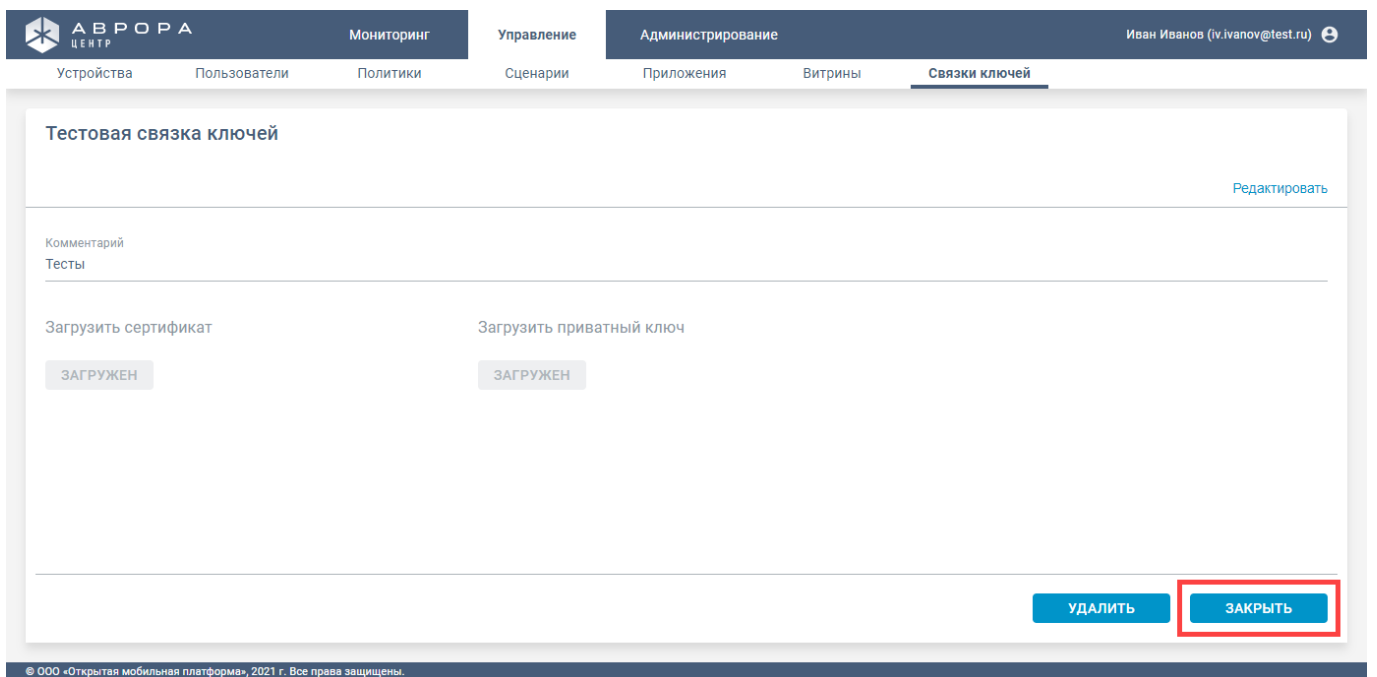 АВРОРА
ЦЕНТР
Мониторинг Управление Администрирование Иван Иванов (iv.ivanov@test.ru)
Устройства Пользователи Политики Сценарии Приложения Витрины Связки ключей
Тестовая связка ключей
Редактировать
Комментарий
Тесты
Загрузить сертификат Загрузить приватный ключ
ЗАГРУЖЕН ЗАГРУЖЕН
УДАЛИТЬ ЗАКРЫТЬ
© ООО «Открытая мобильная платформа», 2021 г. Все права защищены.